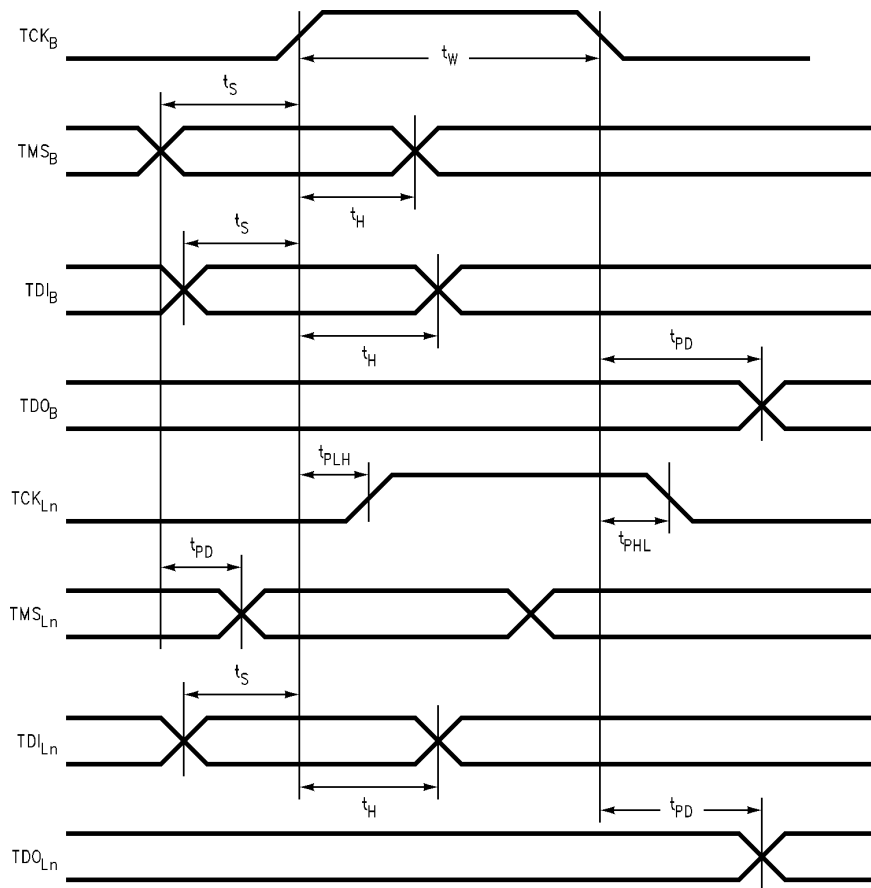 TCK_B
t_W
t_S
TMS_B
t_H
t_S
TDI_B
t_H
t_PD
TDO_B
t_PLH
TCK_Ln
t_PHL
t_PD
TMS_Ln
t_S
TDI_Ln
t_H
t_PD
TDO_Ln